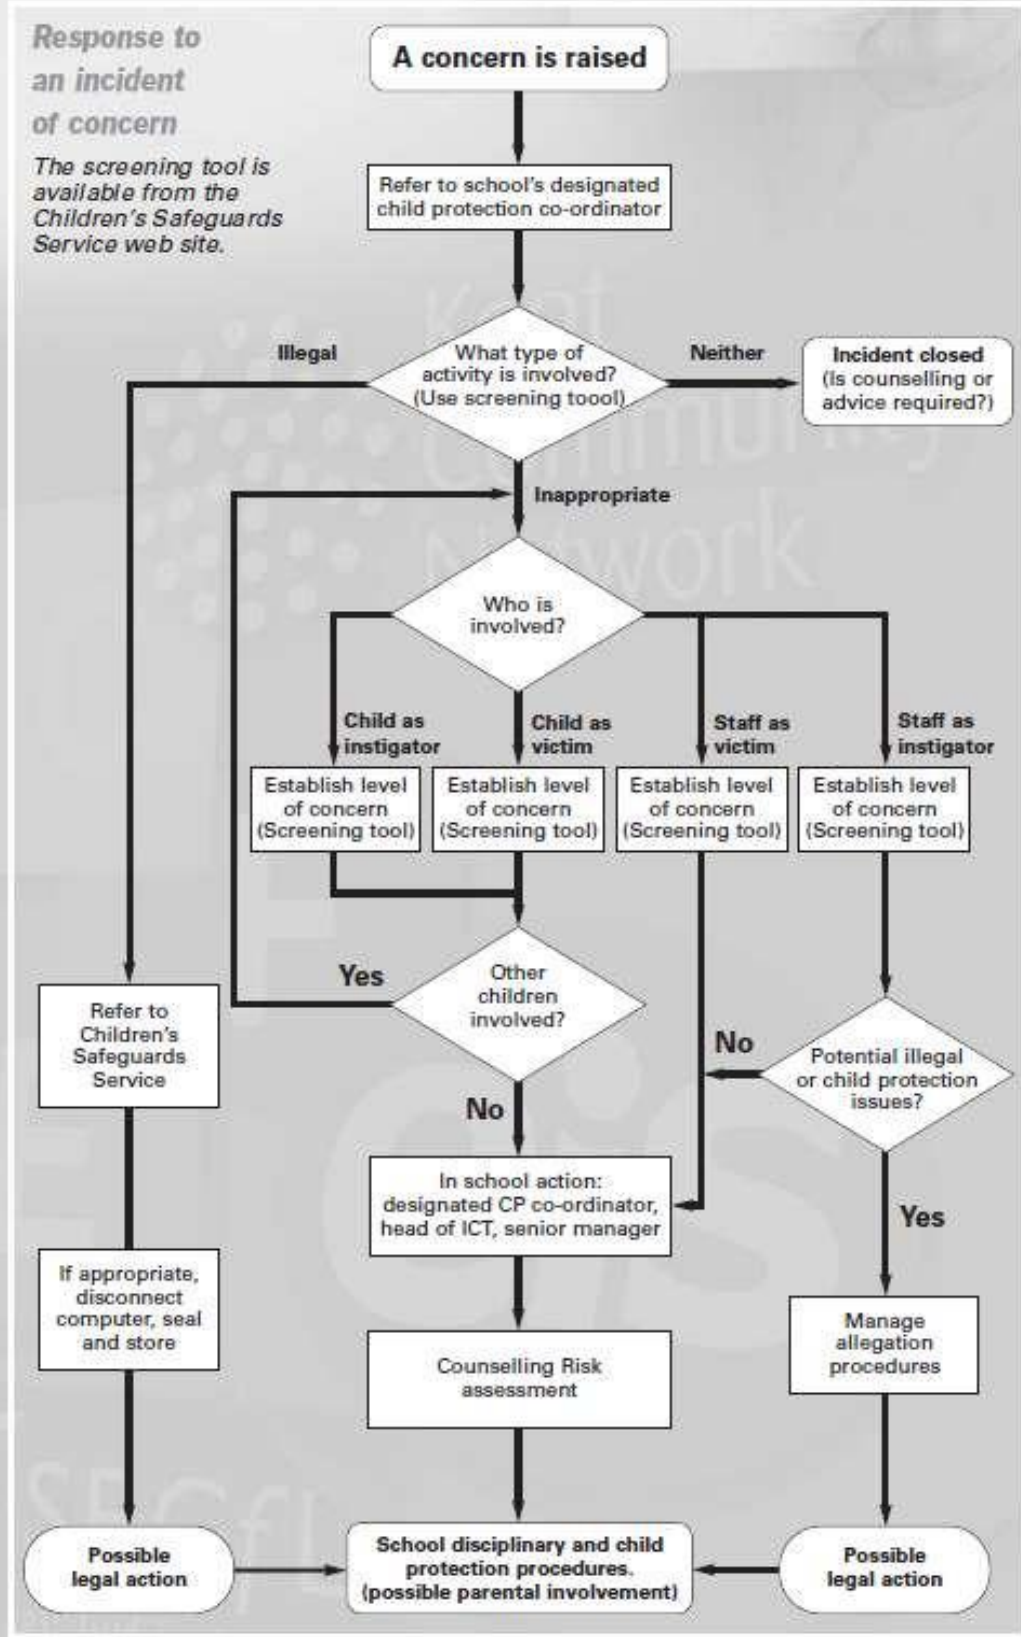 Response to
an incident
of concern
The screening tool is
available from the
Children's Safeguards
Service web site.
A concern is raised
Refer to school's designated
child protection co-ordinator
What type of
activity is involved?
(Use screening toool)
Illegal
Neither
Incident closed
(Is counselling or
advice required?)
Inappropriate
Who is
involved?
Child as
instigator
Child as
victim
Staff as
victim
Staff as
instigator
Establish level
of concern
(Screening tool)
Establish level
of concern
(Screening tool)
Establish level
of concern
(Screening tool)
Establish level
of concern
(Screening tool)
Yes
Other
children
involved?
No
Potential illegal
or child protection
issues?
No
Yes
Refer to
Children's
Safeguards
Service
In school action:
designated CP co-ordinator,
head of ICT, senior manager
If appropriate,
disconnect
computer, seal
and store
Counselling Risk
assessment
Manage
allegation
procedures
Possible
legal action
School disciplinary and child
protection procedures.
(possible parental involvement)
Possible
legal action
Kent
Community
Network